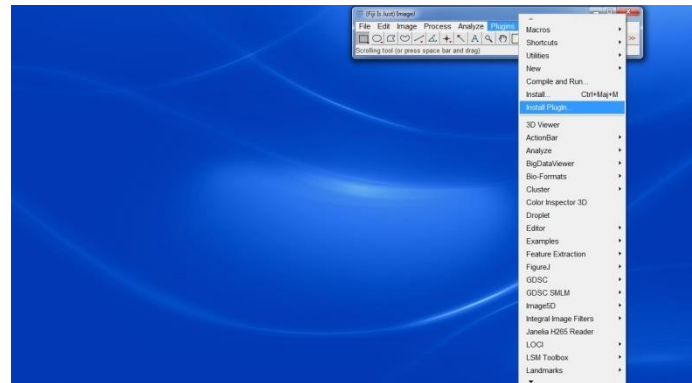 (Fiji Is Just) ImageJ
File Edit Image Process Analyze Plugins
Scrolling tool (or press space bar and drag)
Macros
Shortcuts
Utilities
New
Compile and Run...
Install... Ctrl+Maj+M
Install PlugIn...
3D Viewer
ActionBar
Analyze
BigDataViewer
Bio-Formats
Cluster
Color Inspector 3D
Droplet
Editor
Examples
Feature Extraction
FigureJ
GDSC
GDSC SMLM
Image5D
Integral Image Filters
Janelia H265 Reader
LOCI
LSM Toolbox
Landmarks